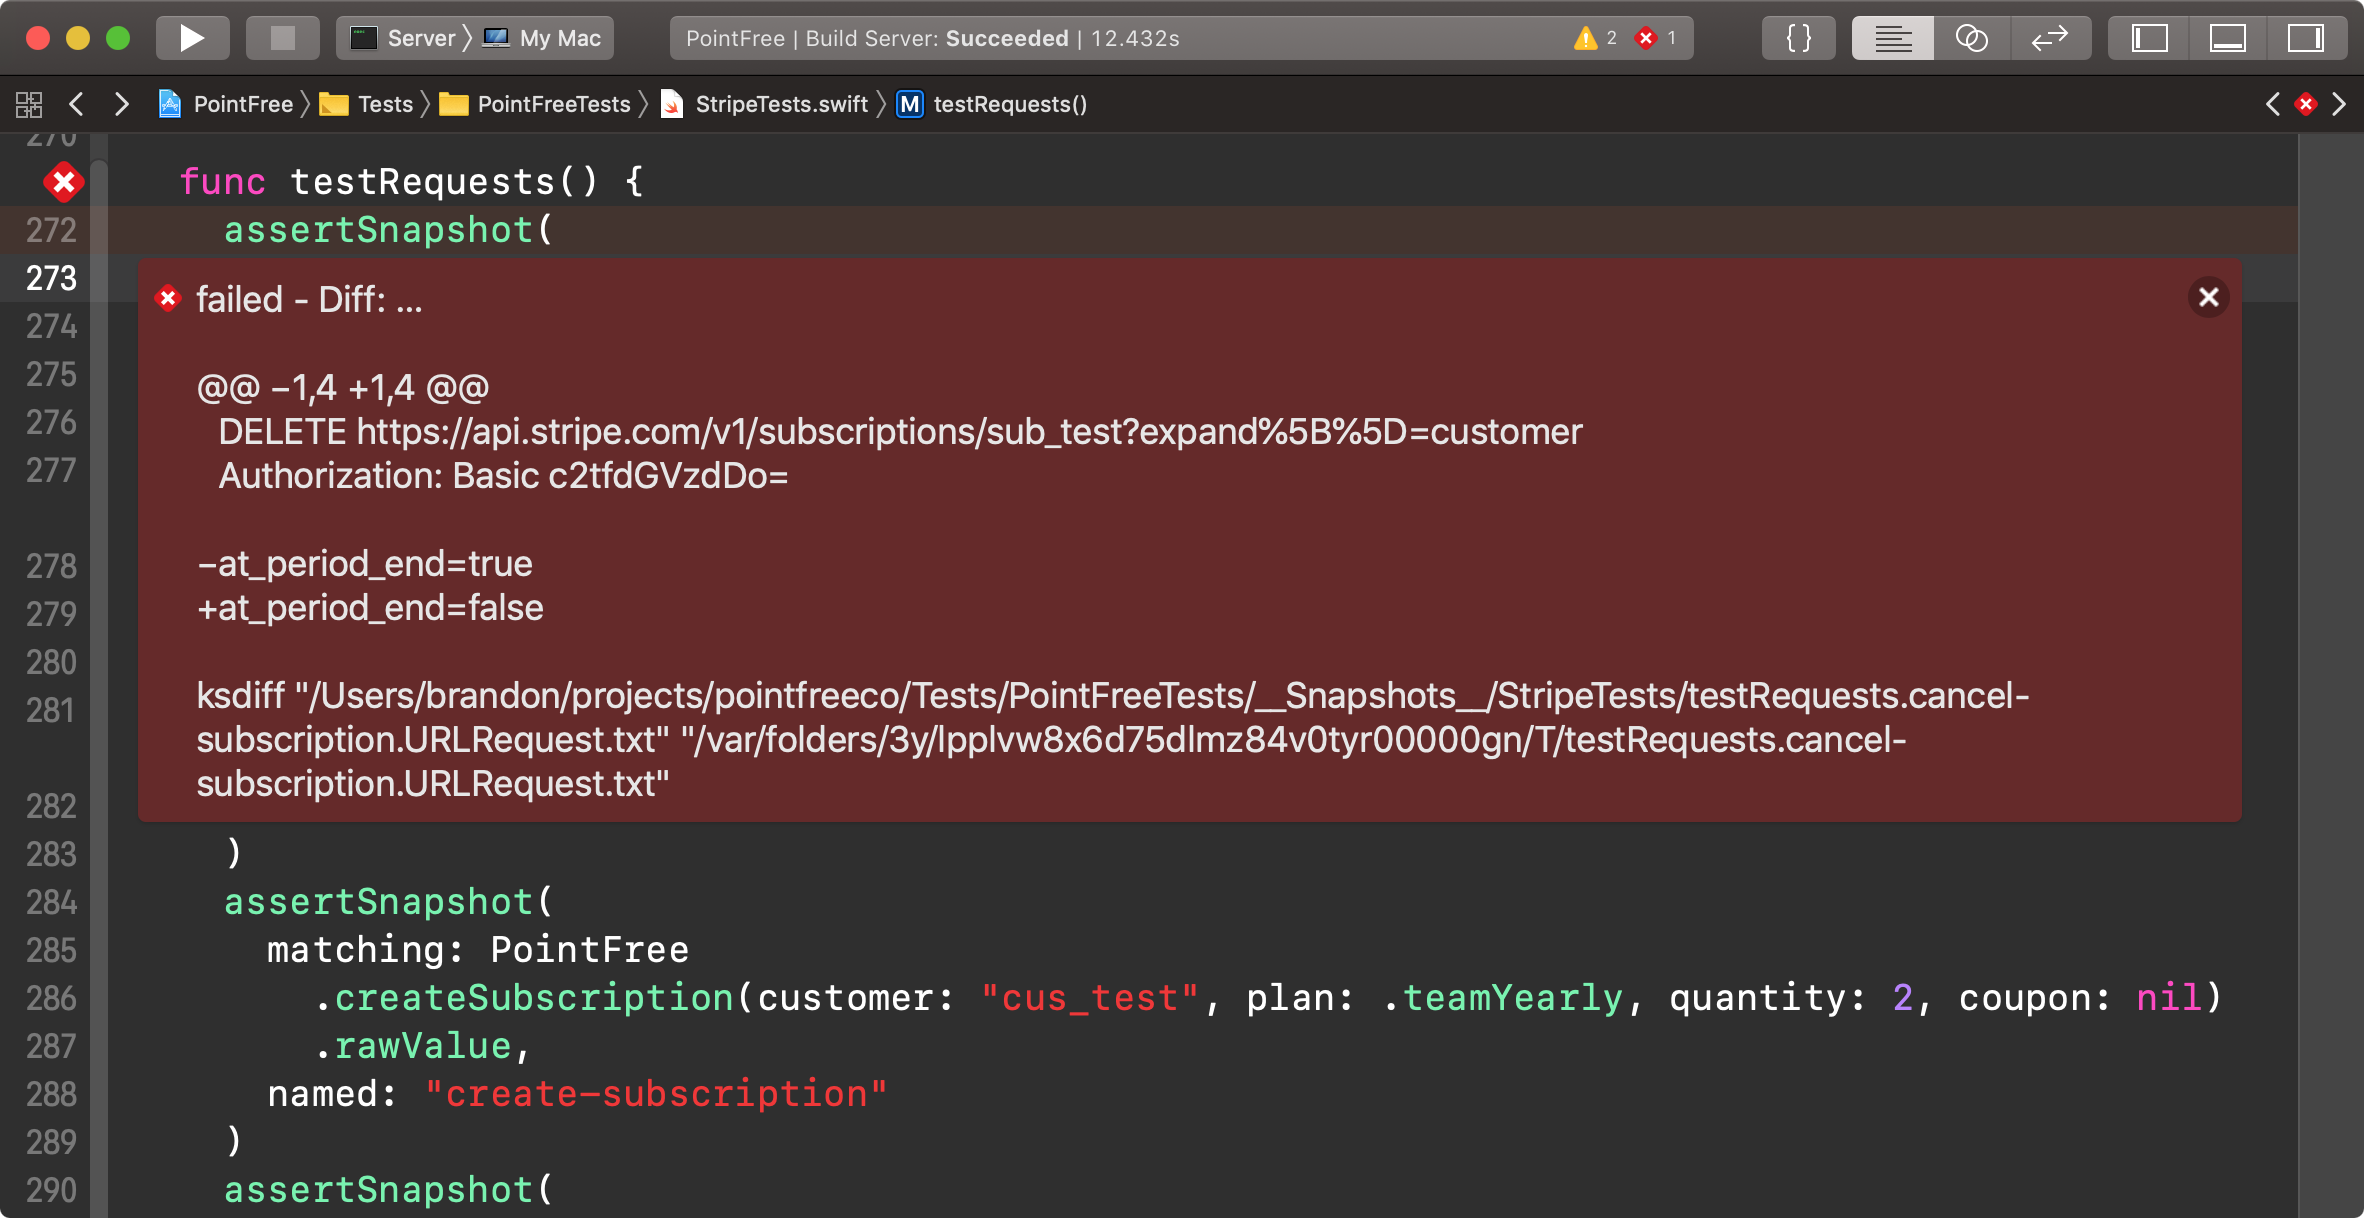 Server 〉 My Mac
PointFree | Build Server: Succeeded | 12.432s
2
1
{}
PointFree 〉 Tests 〉 PointFreeTests 〉 StripeTests.swift 〉 M testRequests()
270
func testRequests() {
272 assertSnapshot(
273 failed - Diff: ...
274
275 @@ −1,4 +1,4 @@
276 DELETE https://api.stripe.com/v1/subscriptions/sub_test?expand%5B%5D=customer
277 Authorization: Basic c2tfdGVzdDo=
278 −at_period_end=true
279 +at_period_end=false
280
281 ksdiff "/Users/brandon/projects/pointfreeco/Tests/PointFreeTests/__Snapshots__/StripeTests/testRequests.cancel-
subscription.URLRequest.txt" "/var/folders/3y/lpplvw8x6d75dlmz84v0tyr00000gn/T/testRequests.cancel-
282 subscription.URLRequest.txt"
283 )
284 assertSnapshot(
285 matching: PointFree
286 .createSubscription(customer: "cus_test", plan: .teamYearly, quantity: 2, coupon: nil)
287 .rawValue,
288 named: "create-subscription"
289 )
290 assertSnapshot(